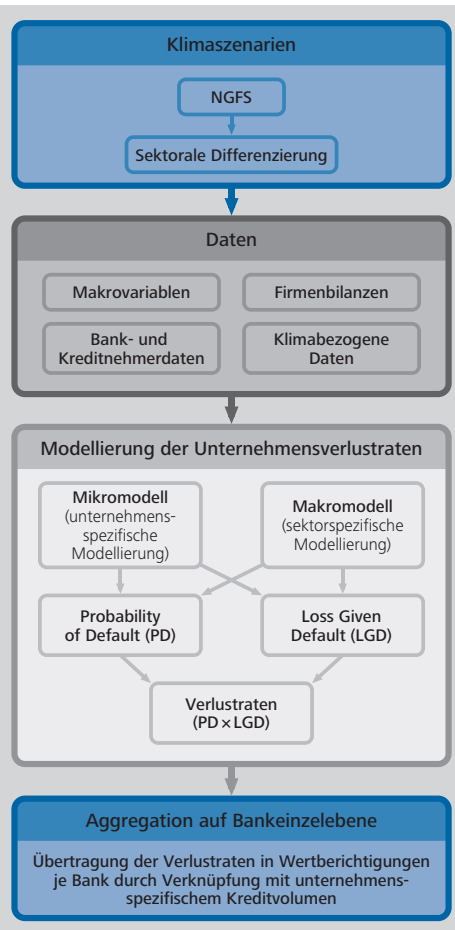 Klimaszenarien
NGFS
Sektorale Differenzierung
Daten
Makrovariablen
Firmenbilanzen
Bank- und
Kreditnehmerdaten
Klimabezogene
Daten
Modellierung der Unternehmensverlustraten
Mikromodell
(unternehmens-
spezifische
Modellierung)
Makromodell
(sektorspezifische
Modellierung)
Probability
of Default (PD)
Loss Given
Default (LGD)
Verlustraten
(PD × LGD)
Aggregation auf Bankeinzelebene
Übertragung der Verlustraten in Wertberichtigungen
je Bank durch Verknüpfung mit unternehmens-
spezifischem Kreditvolumen